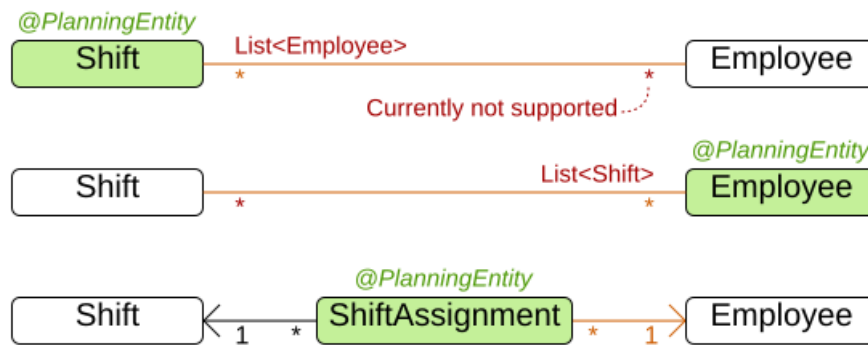 @PlanningEntity
Shift
List<Employee>
*
*
Employee
Currently not supported
@PlanningEntity
Shift
*
List<Shift>
*
Employee
@PlanningEntity
Shift
1
*
ShiftAssignment
*
1
Employee